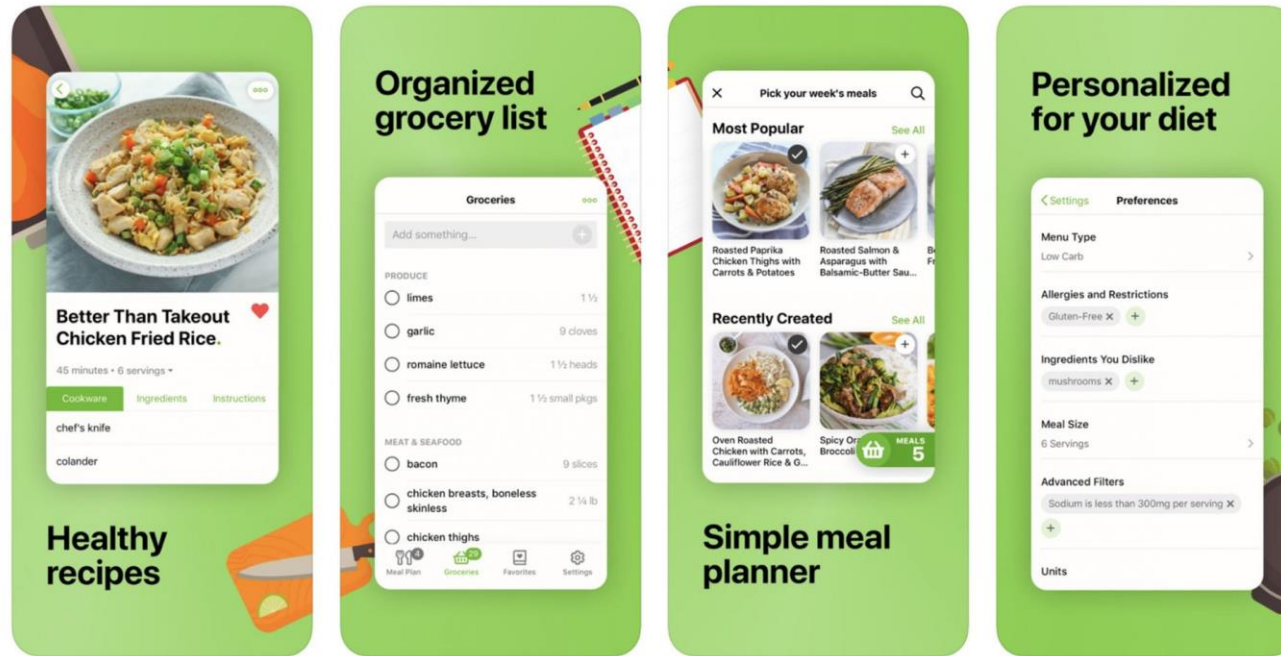 Better Than Takeout
Chicken Fried Rice.
45 minutes • 6 servings
Cookware
Ingredients
Instructions
chef's knife
colander
Healthy
recipes
Organized
grocery list
Groceries
Add something...
PRODUCE
limes 1 ½
garlic 9 cloves
romaine lettuce 1 ½ heads
fresh thyme 1 ½ small pkgs
MEAT & SEAFOOD
bacon 9 slices
chicken breasts, boneless
skinless
2 ¼ lb
chicken thighs
4
29
Meal Plan
Groceries
Favorites
Settings
Pick your week's meals
Most Popular
See All
Roasted Paprika
Chicken Thighs with
Carrots & Potatoes
Roasted Salmon &
Asparagus with
Balsamic-Butter Sau...
Recently Created
See All
Oven Roasted
Chicken with Carrots,
Cauliflower Rice & G...
Spicy
Broccoli
MEALS
5
Simple meal
planner
Personalized
for your diet
Settings
Preferences
Menu Type
Low Carb
Allergies and Restrictions
Gluten-Free
Ingredients You Dislike
mushrooms
Meal Size
6 Servings
Advanced Filters
Sodium is less than 300mg per serving
Units